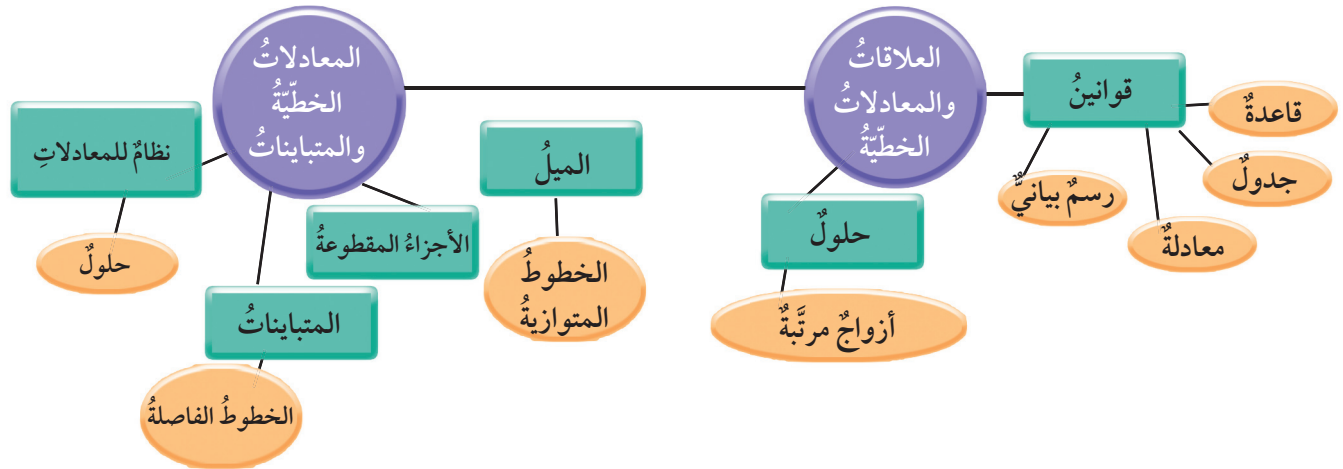 العلاقاتُ
والمعادلاتُ
الخطّيّةُ
قوانينُ
قاعدةٌ
جدولٌ
معادلةٌ
رسمٌ بيانيٌّ
حلولٌ
أزواجٌ مرتَّبةٌ
المعادلاتُ
الخطيّةُ
والمتبايناتُ
الميلُ
الخطوطُ
المتوازيةُ
الأجزاءُ المقطوعةُ
المتبايناتُ
الخطوطُ الفاصلةُ
نظامٌ للمعادلاتِ
حلولٌ